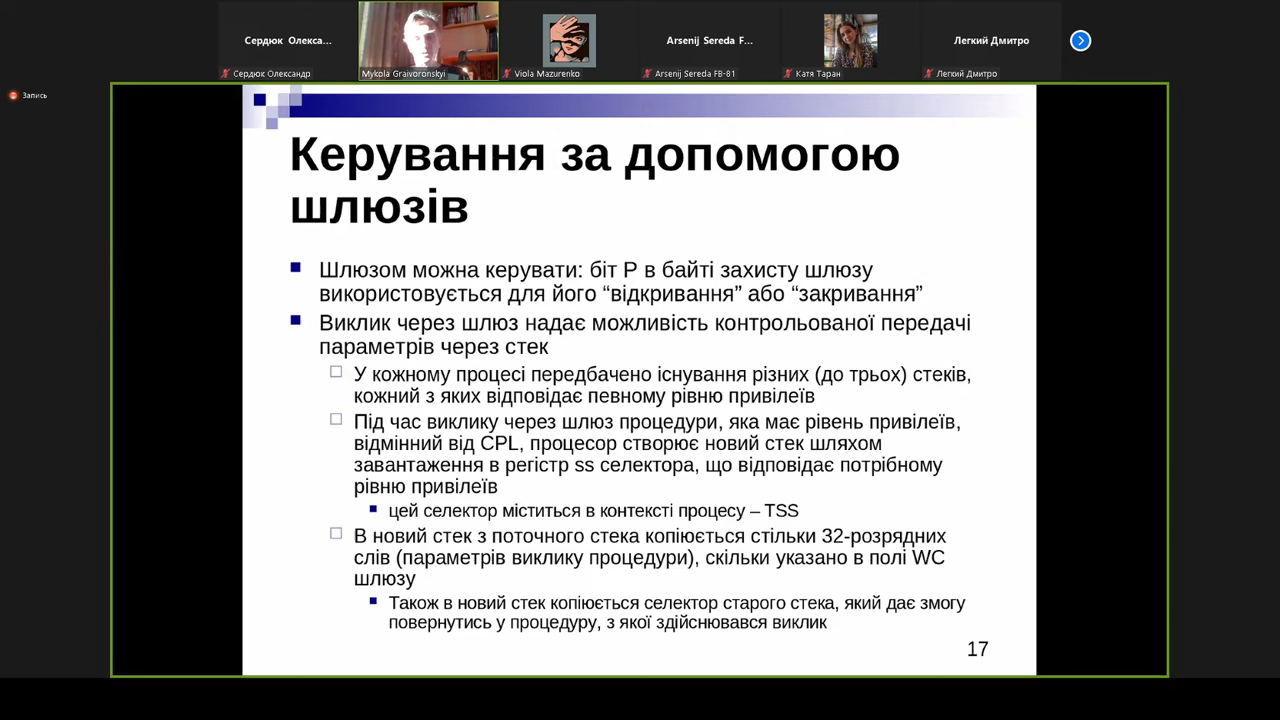 Сердюк Олекса...
Arsenij Sereda F...
Легкий Дмитро
Сердюк Олександр
Mykola Graivoronskyi
Viola Mazurenko
Arsenij Sereda FB-81
Катя Таран
Легкий Дмитро
Запись
Керування за допомогою
шлюзів
Шлюзом можна керувати: біт P в байті захисту шлюзу
використовується для його “відкривання” або “закривання”
Виклик через шлюз надає можливість контрольованої передачі
параметрів через стек
У кожному процесі передбачено існування різних (до трьох) стеків,
кожний з яких відповідає певному рівню привілеїв
Під час виклику через шлюз процедури, яка має рівень привілеїв,
відмінний від CPL, процесор створює новий стек шляхом
завантаження в регістр ss селектора, що відповідає потрібному
рівню привілеїв
цей селектор міститься в контексті процесу – TSS
В новий стек з поточного стека копіюється стільки 32-розрядних
слів (параметрів виклику процедури), скільки указано в полі WC
шлюзу
Також в новий стек копіюється селектор старого стека, який дає змогу
повернутись у процедуру, з якої здійснювався виклик
17